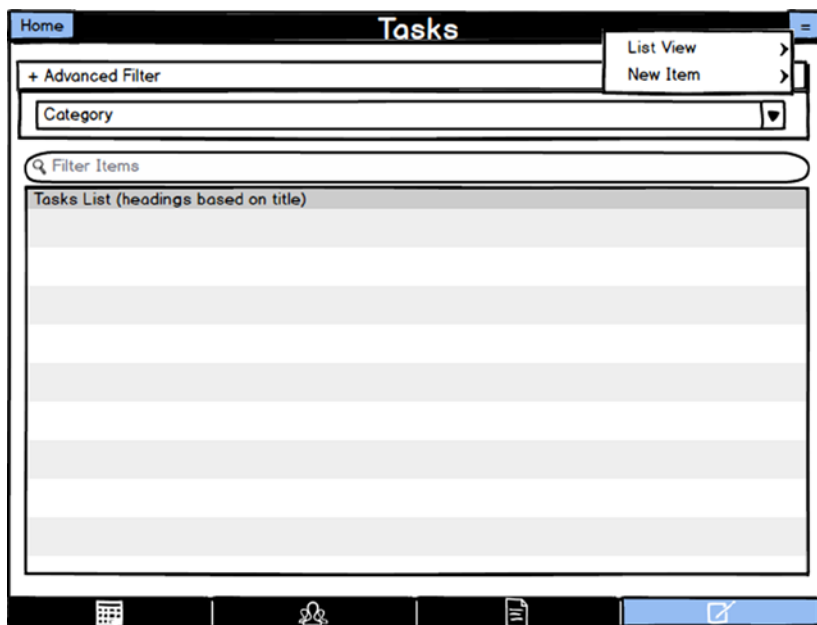 Home
Tasks
=
List View
New Item
+ Advanced Filter
Category
Filter Items
Tasks List (headings based on title)